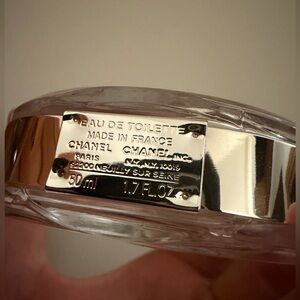 EAU DE TOILETTE
MADE IN FRANCE
CHANEL CHANEL INC.
PARIS N.Y. N.Y. 10019
92200 NEUILLY SUR SEINE
50 ml 1.7 FL.OZ.